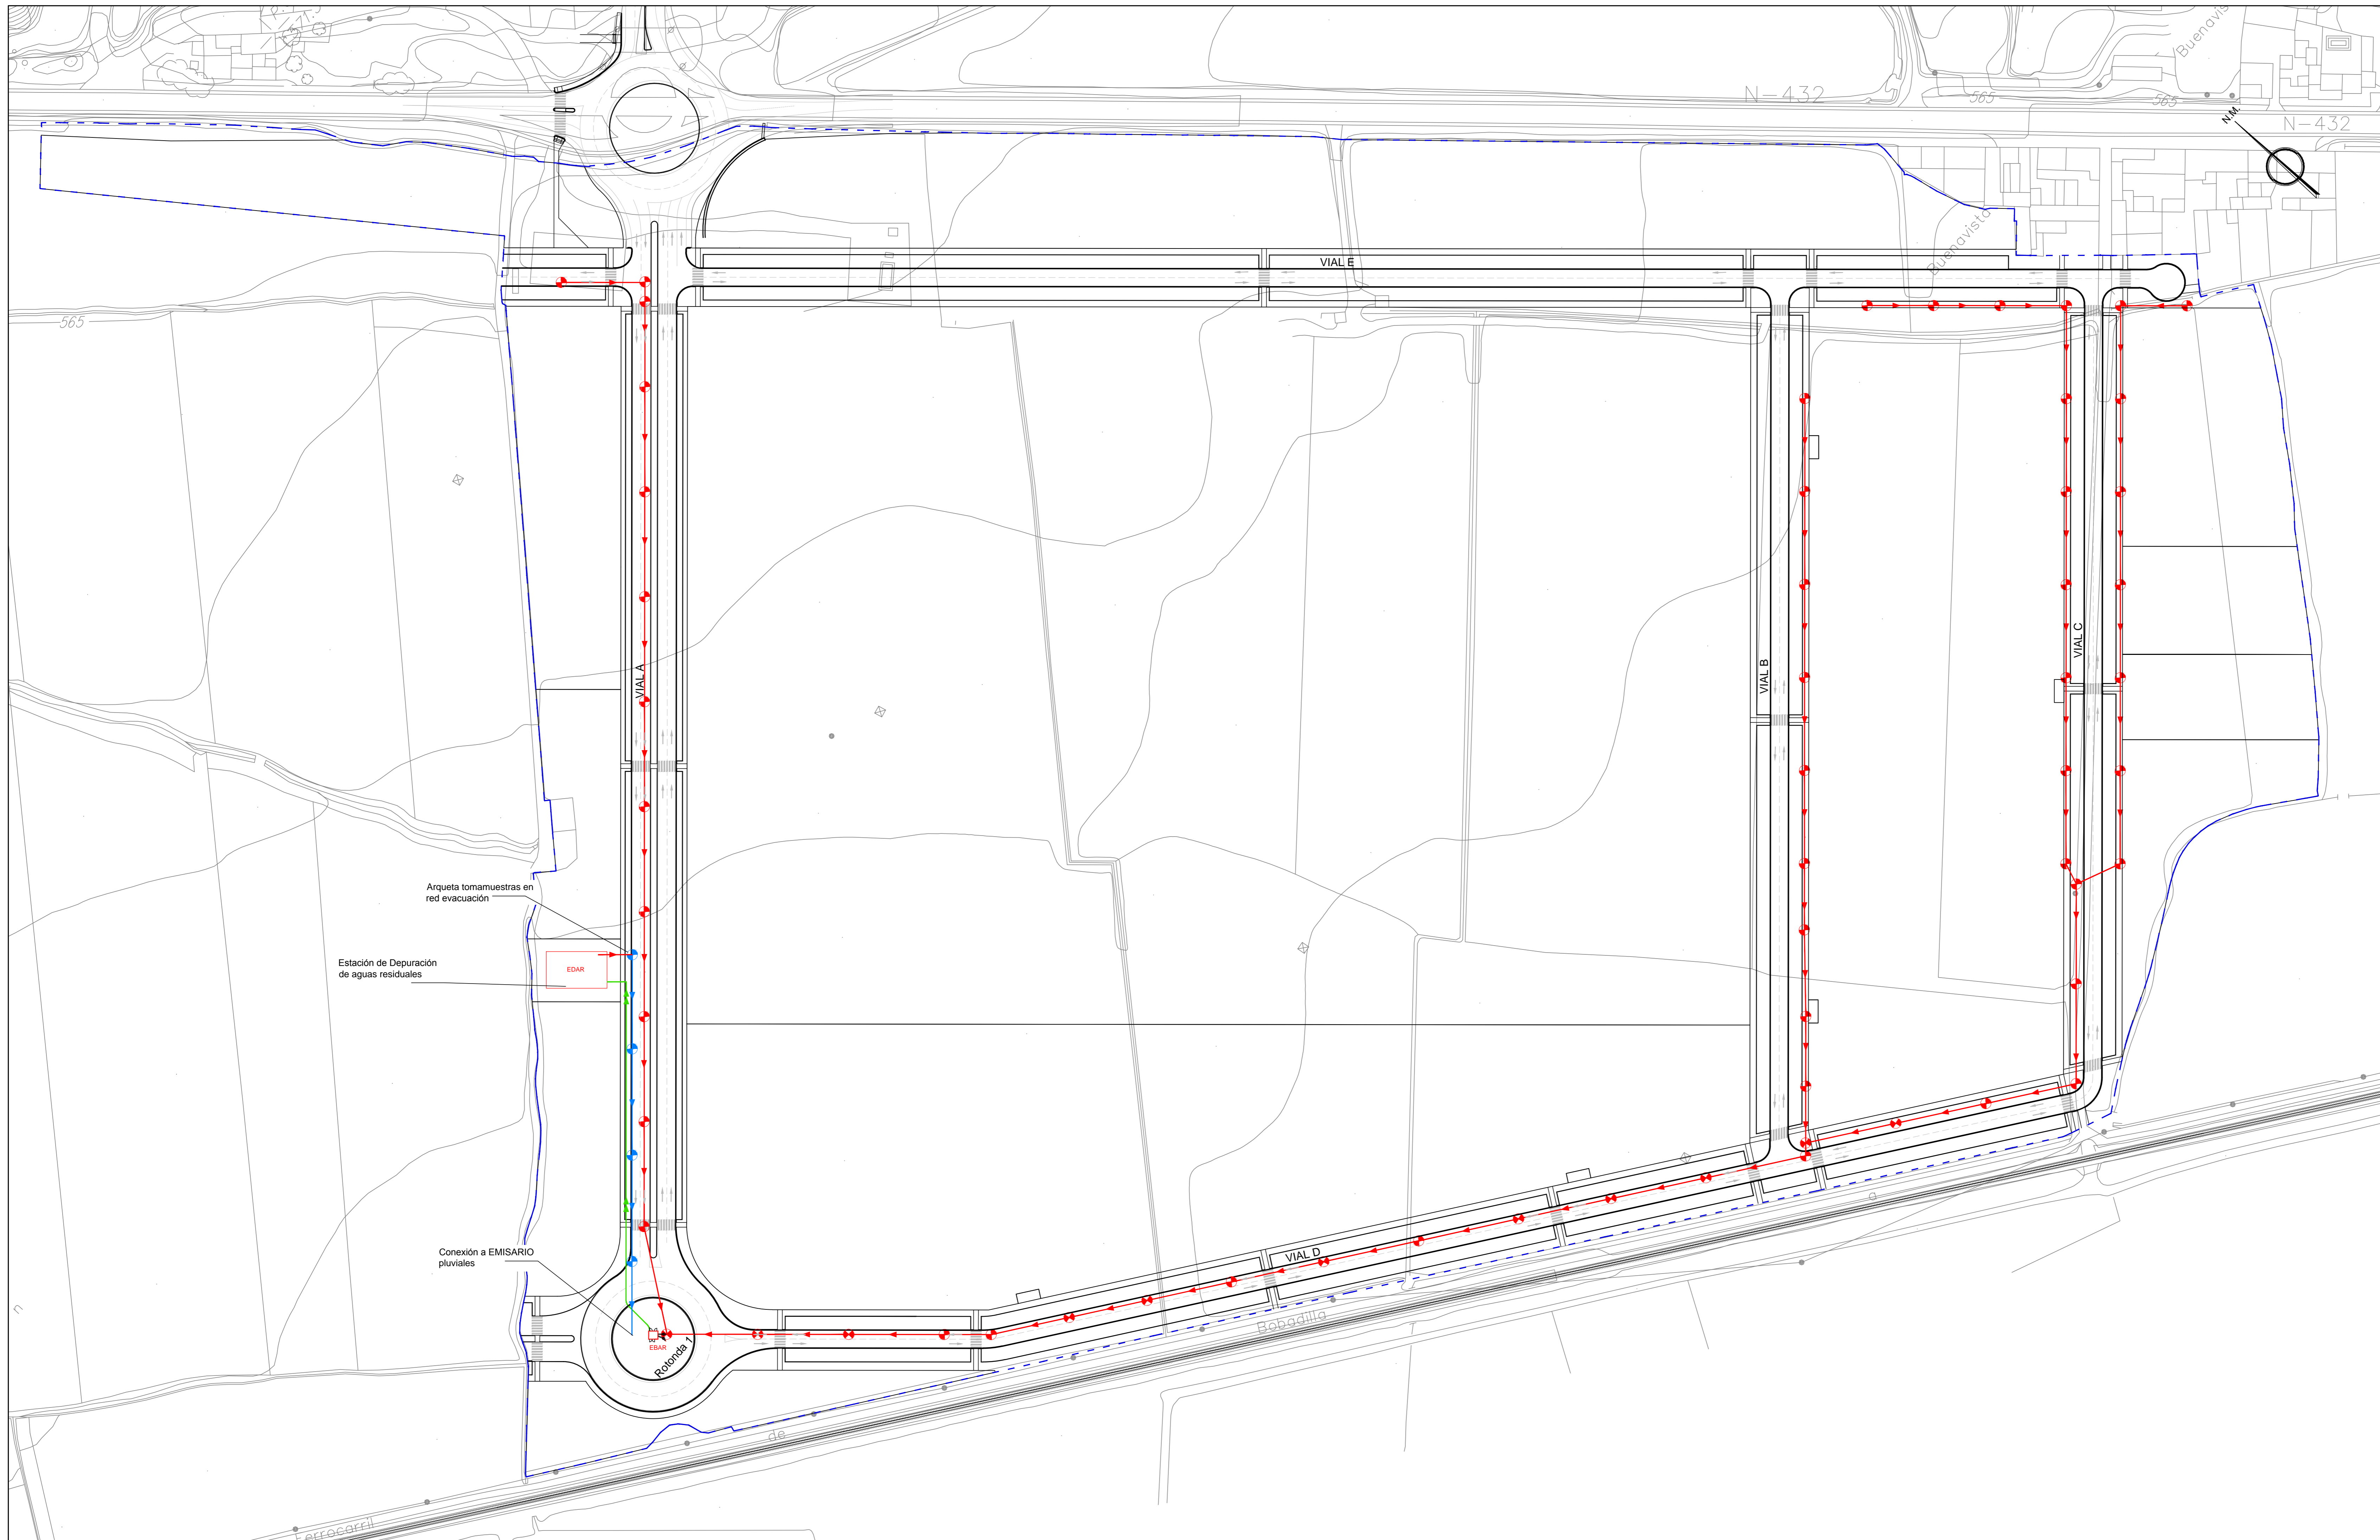 Buenavis
N-432
565
565
N.M.
N-432
Buenavista
VIAL E
565
VIAL A
VIAL B
VIAL C
Arqueta tomamuestras en
red evacuación
Estación de Depuración
de aguas residuales
EDAR
Conexión a EMISARIO
pluviales
VIAL D
a
n
Bobadilla
EBAR
Rotonda 1
de
Ferrocarril